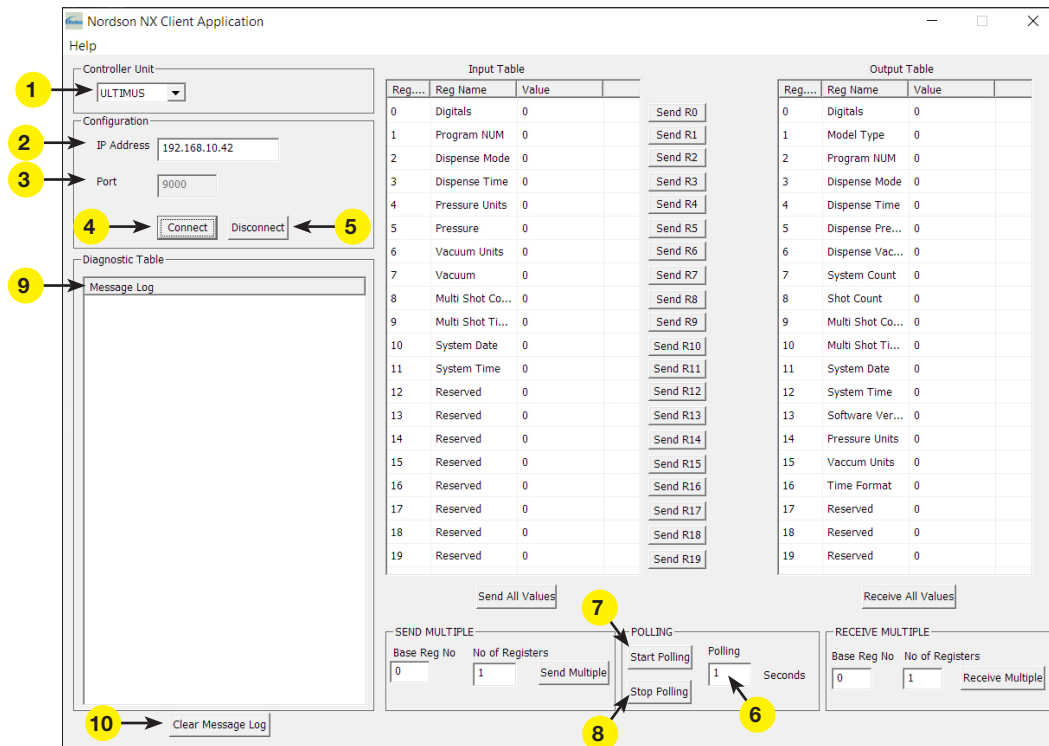 Nordson NX Client Application
Help
Controller Unit
1
ULTIMUS
Configuration
2
IP Address 192.168.10.42
3
Port 9000
4
Connect Disconnect
5
Diagnostic Table
9
Message Log
10
Clear Message Log
Input Table
Reg.... Reg Name Value
0 Digitals 0 Send R0
1 Program NUM 0 Send R1
2 Dispense Mode 0 Send R2
3 Dispense Time 0 Send R3
4 Pressure Units 0 Send R4
5 Pressure 0 Send R5
6 Vacuum Units 0 Send R6
7 Vacuum 0 Send R7
8 Multi Shot Co... 0 Send R8
9 Multi Shot Ti... 0 Send R9
10 System Date 0 Send R10
11 System Time 0 Send R11
12 Reserved 0 Send R12
13 Reserved 0 Send R13
14 Reserved 0 Send R14
15 Reserved 0 Send R15
16 Reserved 0 Send R16
17 Reserved 0 Send R17
18 Reserved 0 Send R18
19 Reserved 0 Send R19
Send All Values
Output Table
Reg.... Reg Name Value
0 Digitals 0
1 Model Type 0
2 Program NUM 0
3 Dispense Mode 0
4 Dispense Time 0
5 Dispense Pre... 0
6 Dispense Vac... 0
7 System Count 0
8 Shot Count 0
9 Multi Shot Co... 0
10 Multi Shot Ti... 0
11 System Date 0
12 System Time 0
13 Software Ver... 0
14 Pressure Units 0
15 Vaccum Units 0
16 Time Format 0
17 Reserved 0
18 Reserved 0
19 Reserved 0
Receive All Values
SEND MULTIPLE
Base Reg No No of Registers
0 1 Send Multiple
7
POLLING
Start Polling
Polling
1 Seconds
Stop Polling
8
6
RECEIVE MULTIPLE
Base Reg No No of Registers
0 1 Receive Multiple